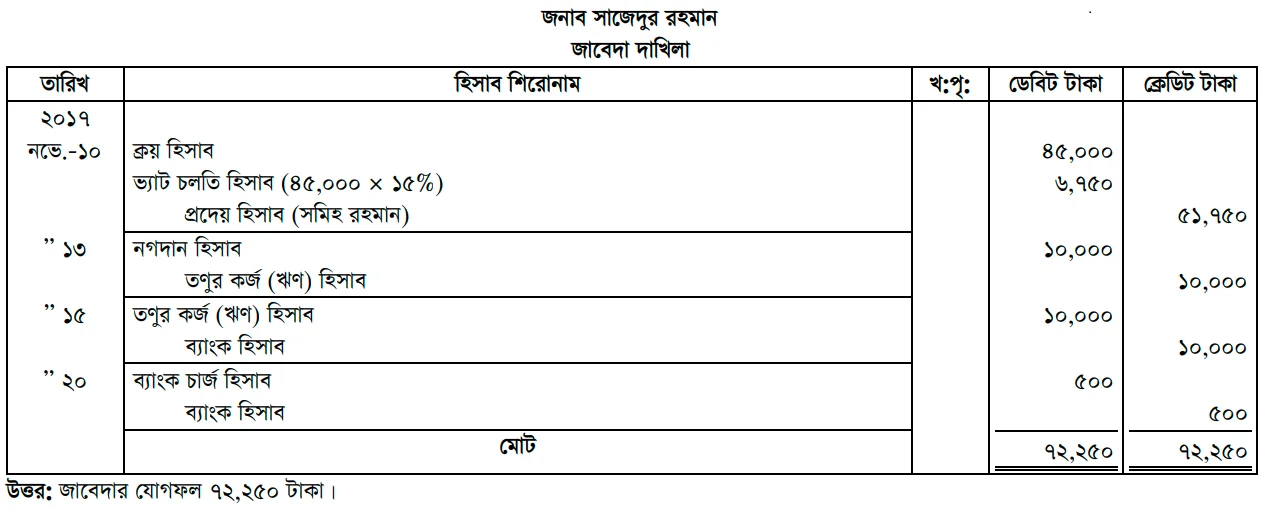 জনাব সাজেদুর রহমান
জাবেদা দাখিলা
তারিখ হিসাব শিরোনাম খ:পৃ: ডেবিট টাকা ক্রেডিট টাকা
২০১৭
নভে.-১০ ক্রয় হিসাব ৪৫,০০০
ভ্যাট চলতি হিসাব (৪৫,০০০ × ১৫%) ৬,৭৫০
প্রদেয় হিসাব (সমিহ রহমান) ৫১,৭৫০
” ১৩ নগদান হিসাব ১০,০০০
তণুর কর্জ (ঋণ) হিসাব ১০,০০০
” ১৫ তণুর কর্জ (ঋণ) হিসাব ১০,০০০
ব্যাংক হিসাব ১০,০০০
” ২০ ব্যাংক চার্জ হিসাব ৫০০
ব্যাংক হিসাব ৫০০
মোট ৭২,২৫০ ৭২,২৫০
উত্তর: জাবেদার যোগফল ৭২,২৫০ টাকা।